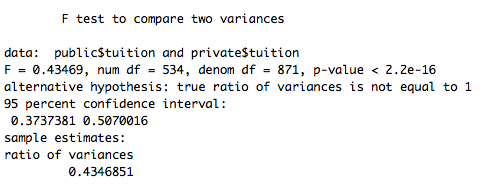 F test to compare two variances
data:  public$tuition and private$tuition
F = 0.43469, num df = 534, denom df = 871, p-value < 2.2e-16
alternative hypothesis: true ratio of variances is not equal to 1
95 percent confidence interval:
 0.3737381 0.5070016
sample estimates:
ratio of variances
         0.4346851